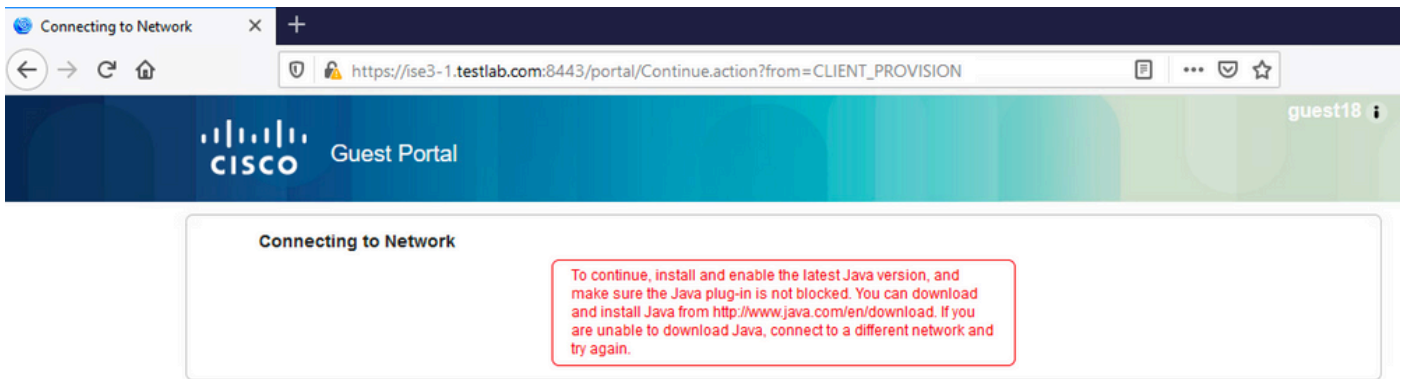 Connecting to Network
https://ise3-1.testlab.com:8443/portal/Continue.action?from=CLIENT_PROVISION
guest18
CISCO
Guest Portal
Connecting to Network
To continue, install and enable the latest Java version, and
make sure the Java plug-in is not blocked. You can download
and install Java from http://www.java.com/en/download. If you
are unable to download Java, connect to a different network and
try again.